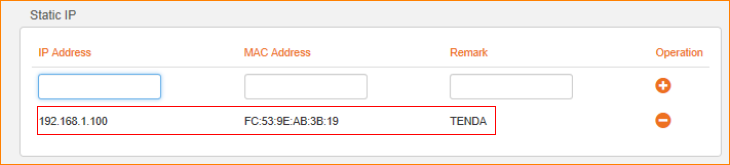 Static IP
IP Address MAC Address Remark Operation
192.168.1.100 FC:53:9E:AB:3B:19 TENDA